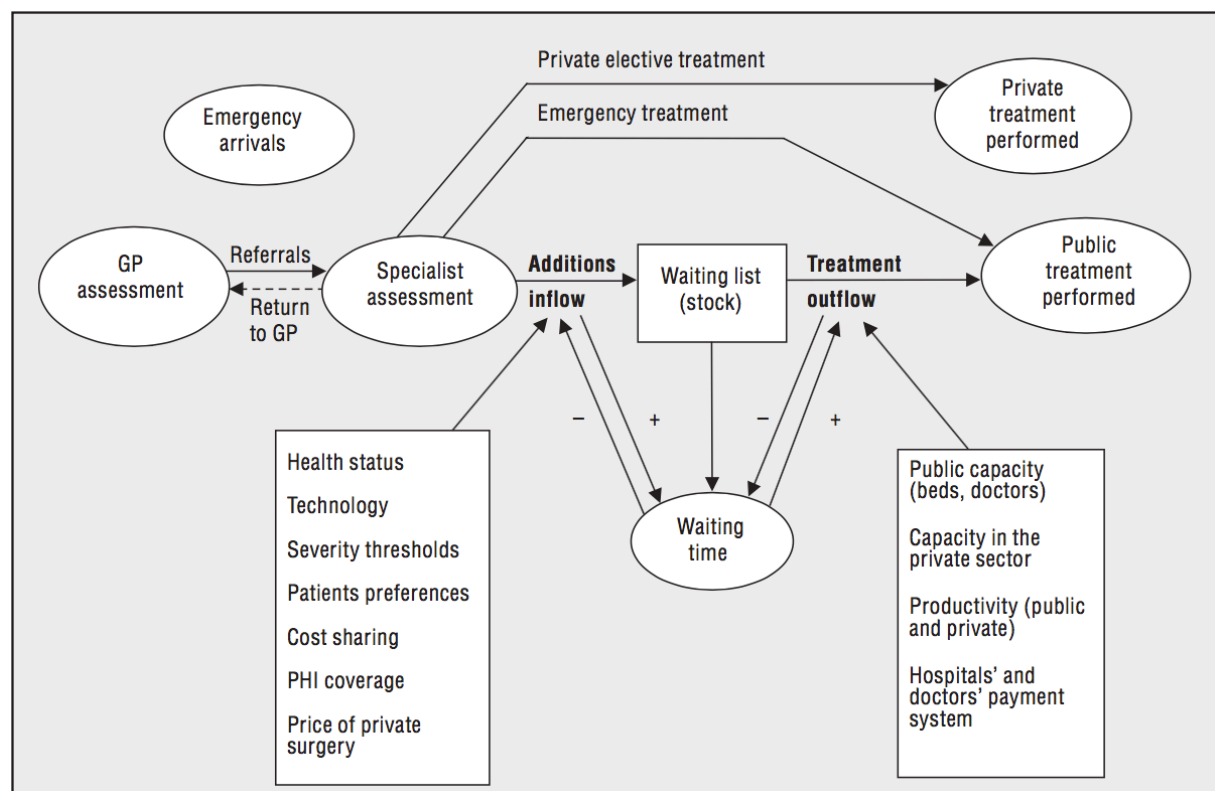 Private elective treatment
Emergency treatment
Emergency
arrivals
Private
treatment
performed
GP
assessment
Referrals
Return
to GP
Specialist
assessment
Additions
inflow
Waiting list
(stock)
Treatment
outflow
Public
treatment
performed
–
+
–
+
Waiting
time
Health status
Technology
Severity thresholds
Patients preferences
Cost sharing
PHI coverage
Price of private
surgery
Public capacity
(beds, doctors)
Capacity in the
private sector
Productivity (public
and private)
Hospitals’ and
doctors’ payment
system